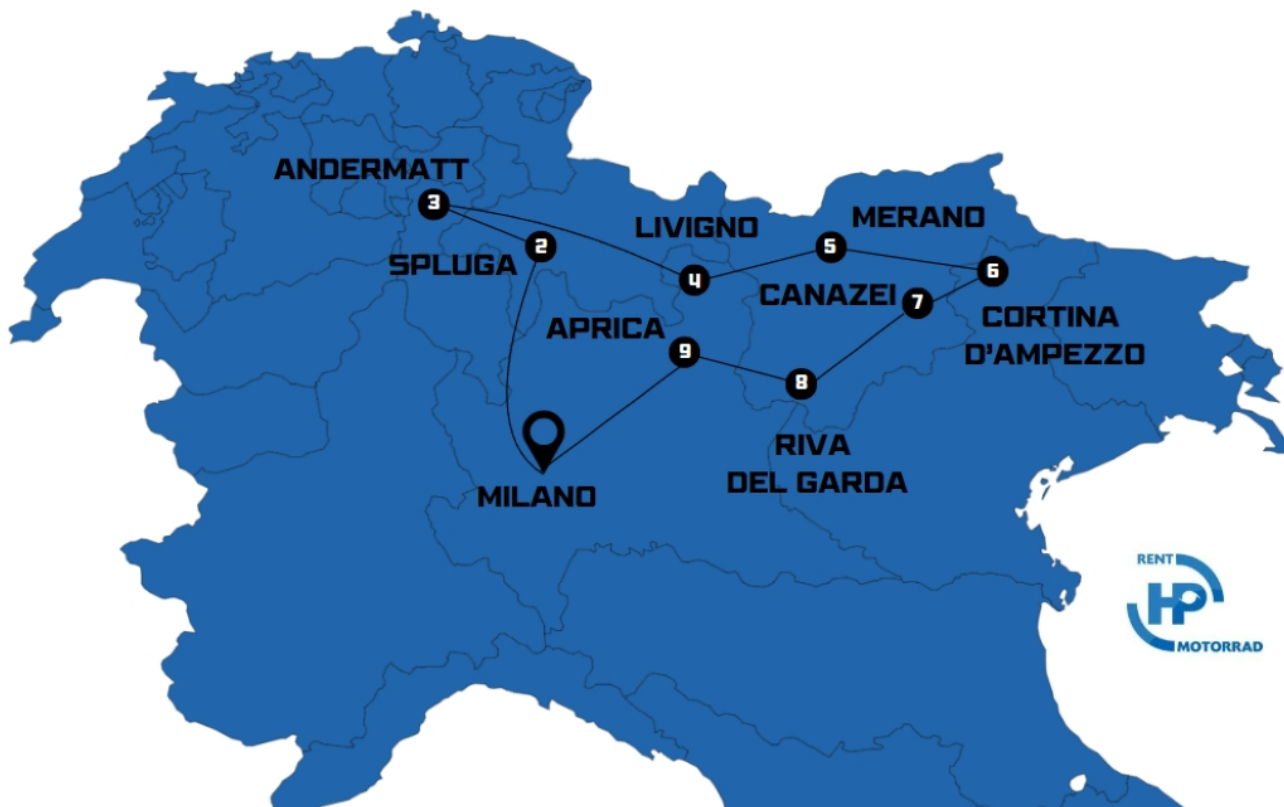 ANDERMATT
3
2
SPLUGA
LIVIGNO
4
MERANO
5
6
CANAZEI
7
CORTINA
D'AMPEZZO
APRICA
9
8
RIVA
DEL GARDA
MILANO
RENT
HP
MOTORRAD